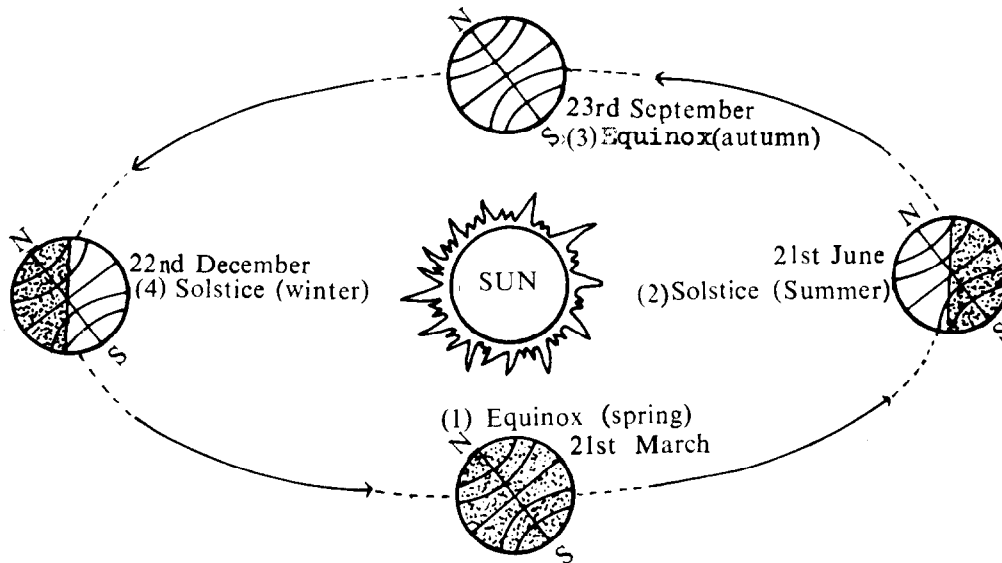 N
23rd September
S (3) Equinox (autumn)
N
22nd December
(4) Solstice (winter)
S
SUN
N
21st June
(2) Solstice (Summer)
S
(1) Equinox (spring)
N
21st March
S